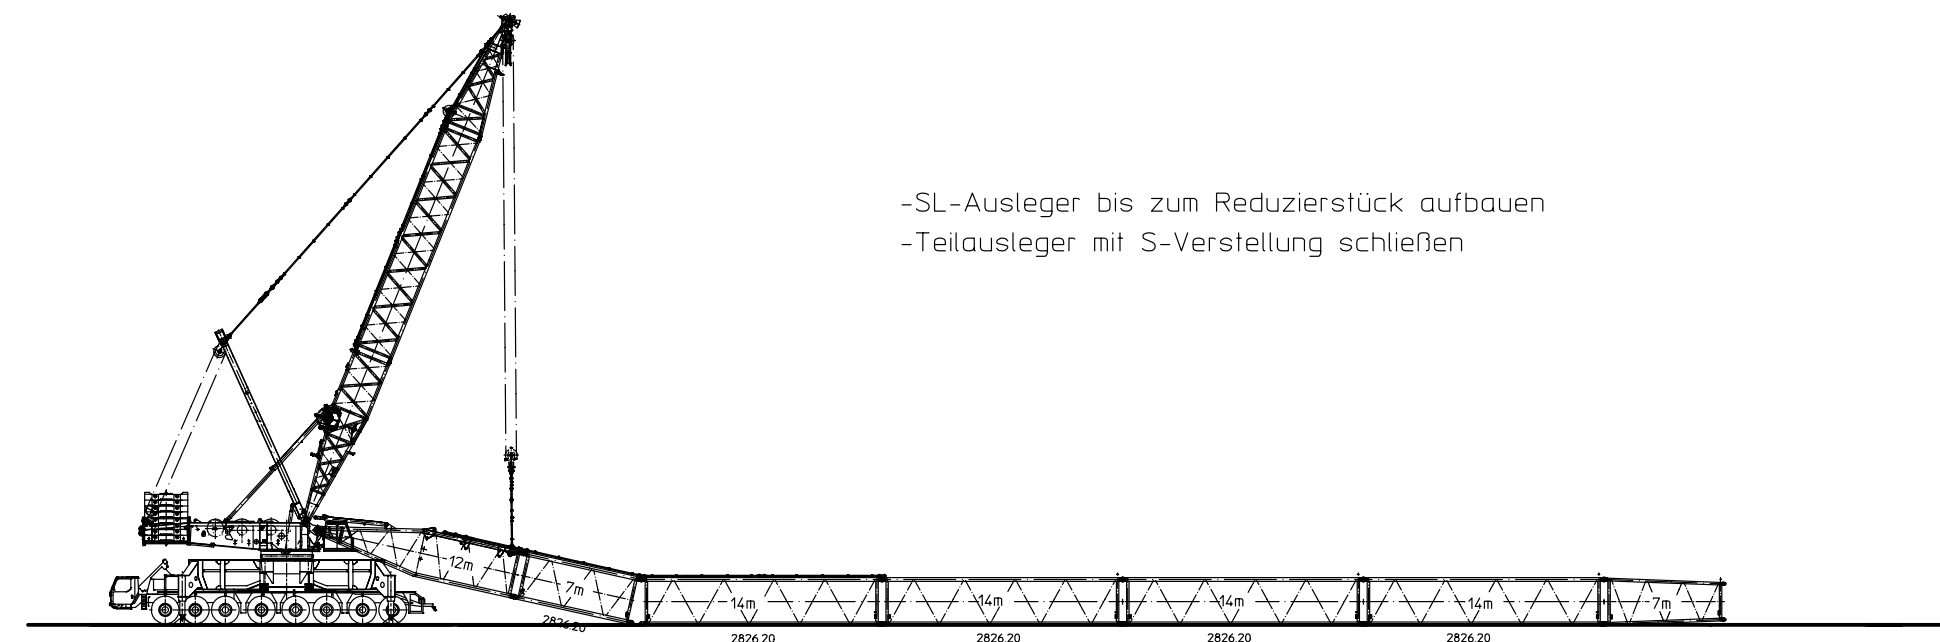 -SL-Ausleger bis zum Reduzierstück aufbauen
-Teilausleger mit S-Verstellung schließen
12m
7m
14m
14m
14m
14m
7m
2826.20
2826.20
2826.20
2826.20
2826.20